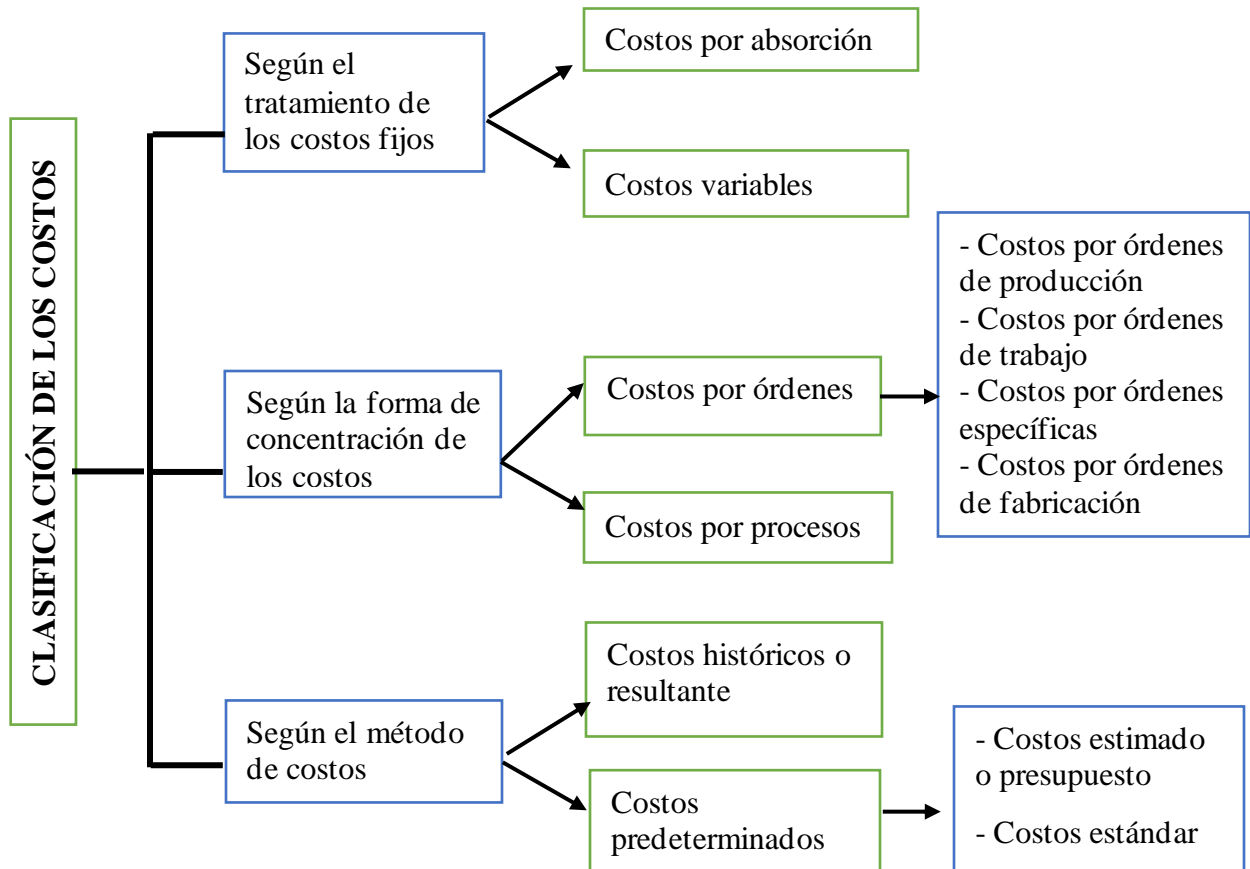 CLASIFICACIÓN DE LOS COSTOS
Según el
tratamiento de
los costos fijos
Costos por absorción
Costos variables
Según la forma de
concentración de
los costos
Costos por órdenes
- Costos por órdenes
de producción
- Costos por órdenes
de trabajo
- Costos por órdenes
específicas
- Costos por órdenes
de fabricación
Costos por procesos
Según el método
de costos
Costos históricos o
resultante
Costos
predeterminados
- Costos estimado
o presupuesto
- Costos estándar